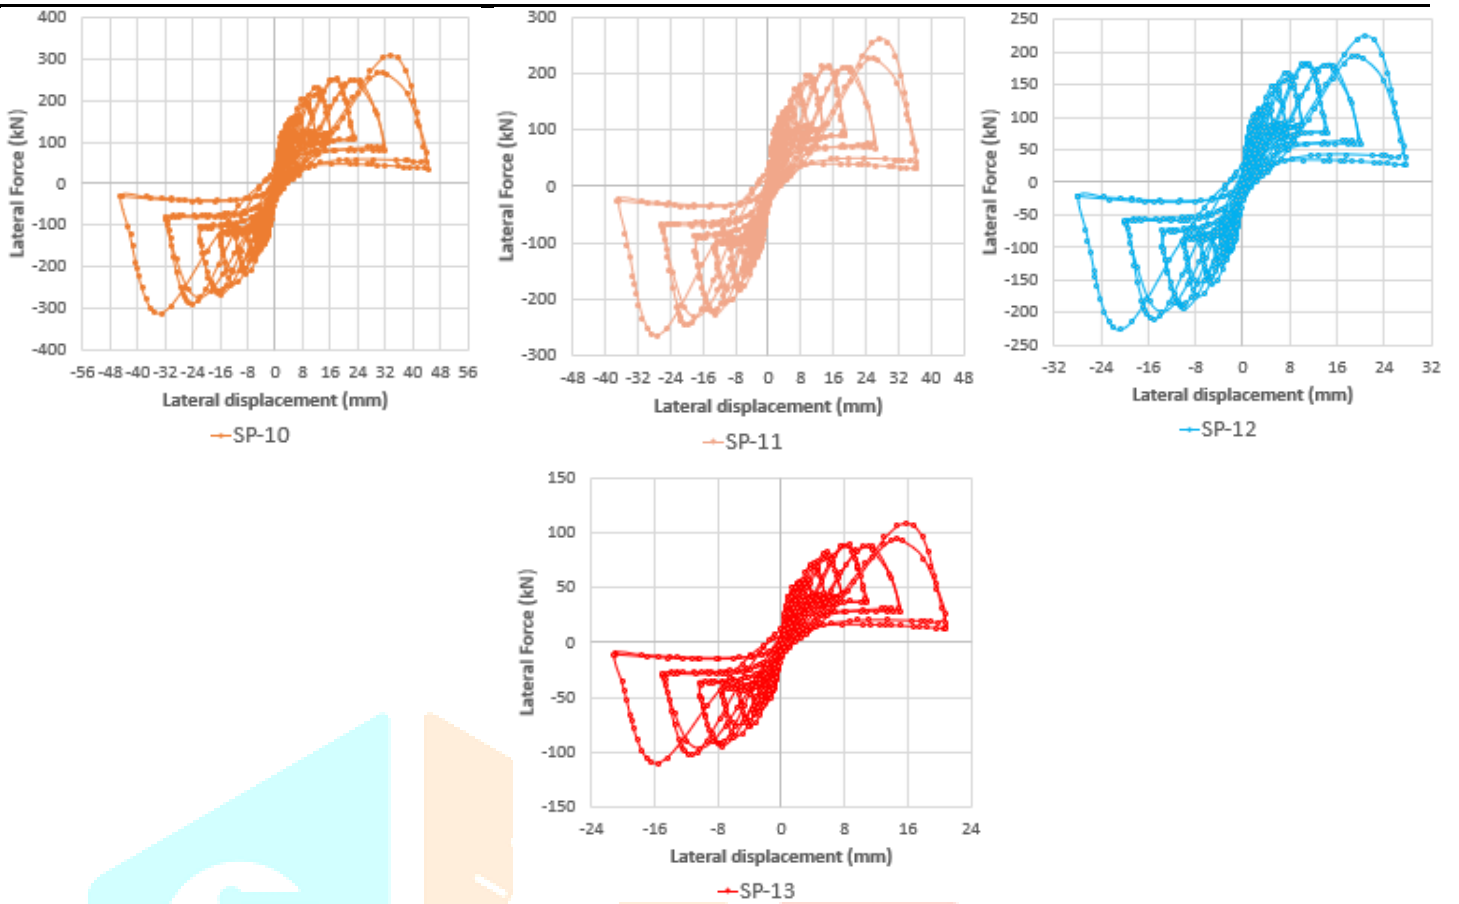 400
300
200
100
0
-100
-200
-300
-400
-56 -48 -40 -32 -24 -16 -8 0 8 16 24 32 40 48 56
Lateral Force (kN)
Lateral displacement (mm)
SP-10
300
200
100
0
-100
-200
-300
-48 -40 -32 -24 -16 -8 0 8 16 24 32 40 48
Lateral Force (kN)
Lateral displacement (mm)
SP-11
250
200
150
100
50
0
-50
-100
-150
-200
-250
-32 -24 -16 -8 0 8 16 24 32
Lateral Force (kN)
Lateral displacement (mm)
SP-12
150
100
50
0
-50
-100
-150
-24 -16 -8 0 8 16 24
Lateral Force (kN)
Lateral displacement (mm)
SP-13